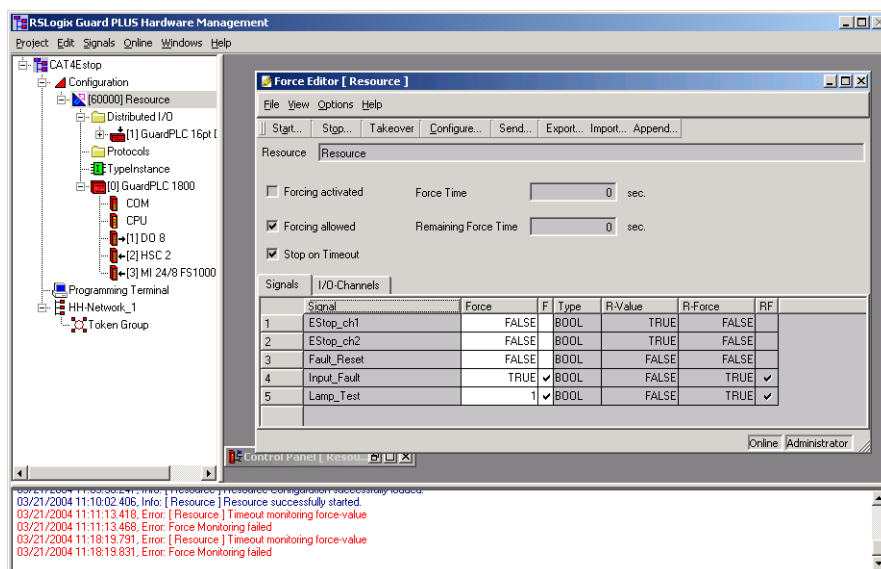 RSLogix Guard PLUS Hardware Management
Project Edit Signals Online Windows Help
CAT4Estop
Configuration
[60000] Resource
Distributed I/O
[1] GuardPLC 16pt
Protocols
TypeInstance
[0] GuardPLC 1800
COM
CPU
[1] DO 8
[2] HSC 2
[3] MI 24/8 FS1000
Programming Terminal
HH-Network_1
Token Group
Force Editor [ Resource ]
File View Options Help
Start... Stop... Takeover Configure... Send... Export... Import... Append...
Resource Resource
Forcing activated Force Time 0 sec.
Forcing allowed Remaining Force Time 0 sec.
Stop on Timeout
Signals I/O-Channels
Signal Force F Type R-Value R-Force RF
1 EStop_ch1 FALSE BOOL TRUE FALSE
2 EStop_ch2 FALSE BOOL TRUE FALSE
3 Fault_Reset FALSE BOOL FALSE FALSE
4 Input_Fault TRUE ✔ BOOL FALSE TRUE ✔
5 Lamp_Test 1 ✔ BOOL FALSE TRUE ✔
Online Administrator
Control Panel [ Resou...
03/21/2004 11:10:02.406, Info: [ Resource ] Resource successfully started.
03/21/2004 11:11:13.418, Error: [ Resource ] Timeout monitoring force-value
03/21/2004 11:11:13.468, Error: Force Monitoring failed
03/21/2004 11:18:19.791, Error: [ Resource ] Timeout monitoring force-value
03/21/2004 11:18:19.831, Error: Force Monitoring failed